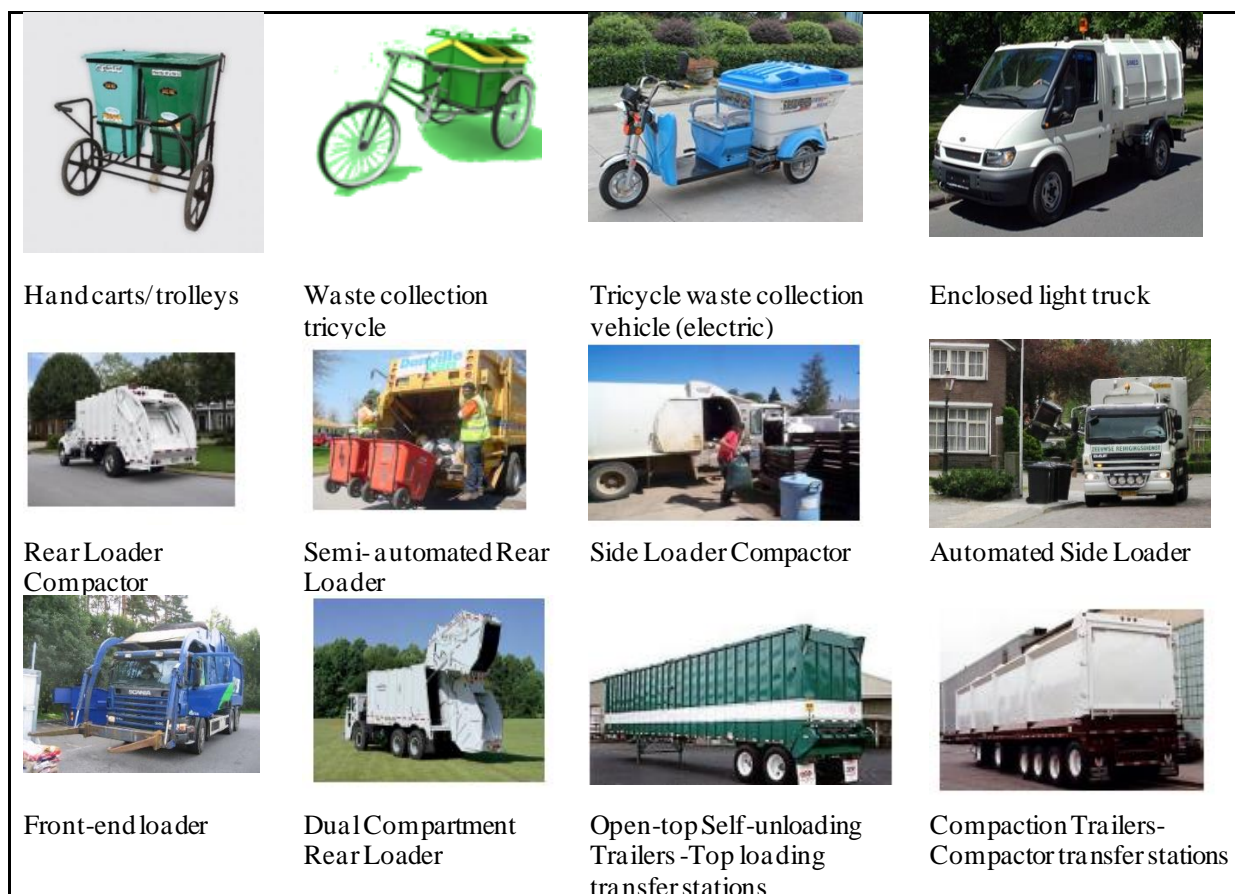 Hand carts/ trolleys
Waste collection
tricycle
Tricycle waste collection
vehicle (electric)
Enclosed light truck
Rear Loader
Compactor
Semi- automated Rear
Loader
Side Loader Compactor
Automated Side Loader
SCANIA
Front-end loader
Dual Compartment
Rear Loader
Open-top Self-unloading
Trailers -Top loading
transfer stations
Compaction Trailers-
Compactor transfer stations